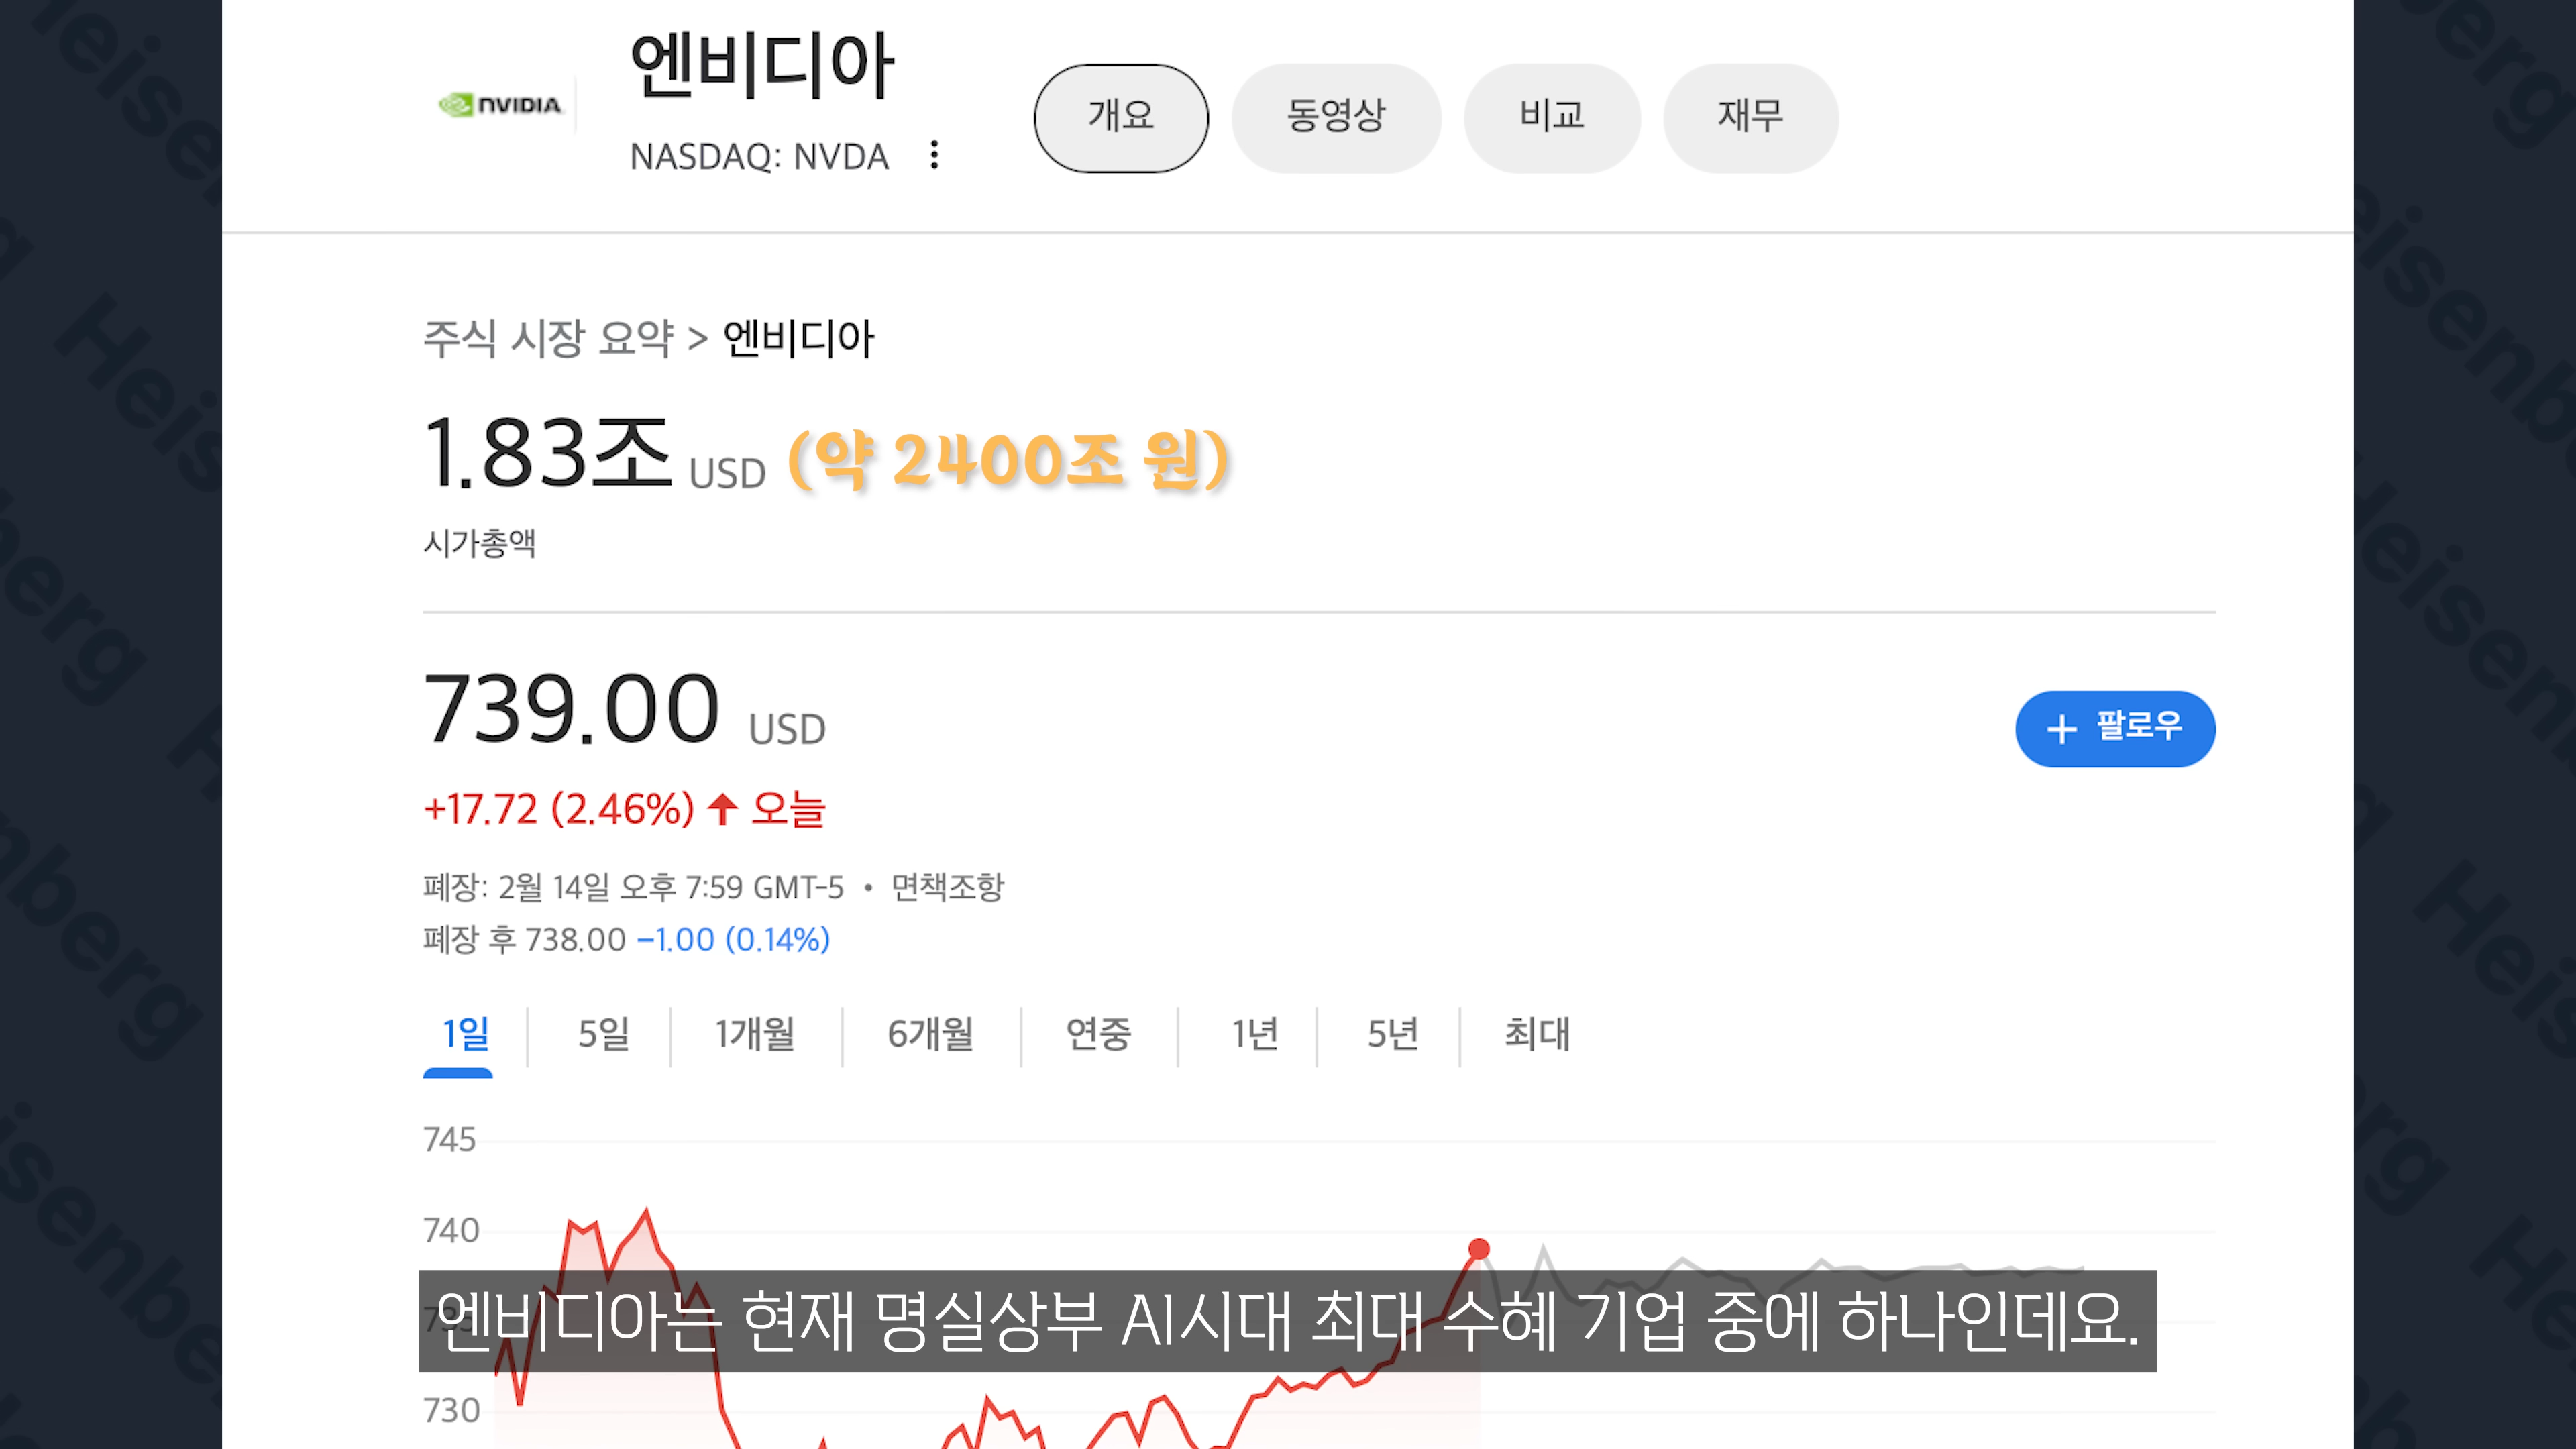 엔비디아
NVIDIA
NASDAQ: NVDA
개요
동영상
비교
재무
주식 시장 요약 > 엔비디아
1.83조 USD (약 2400조 원)
시가총액
739.00 USD
+ 팔로우
+17.72 (2.46%) ↑ 오늘
폐장: 2월 14일 오후 7:59 GMT-5 • 면책조항
폐장 후 738.00 −1.00 (0.14%)
1일 5일 1개월 6개월 연중 1년 5년 최대
745
740
735
엔비디아는 현재 명실상부 AI시대 최대 수혜 기업 중에 하나인데요.
730
Heisenberg